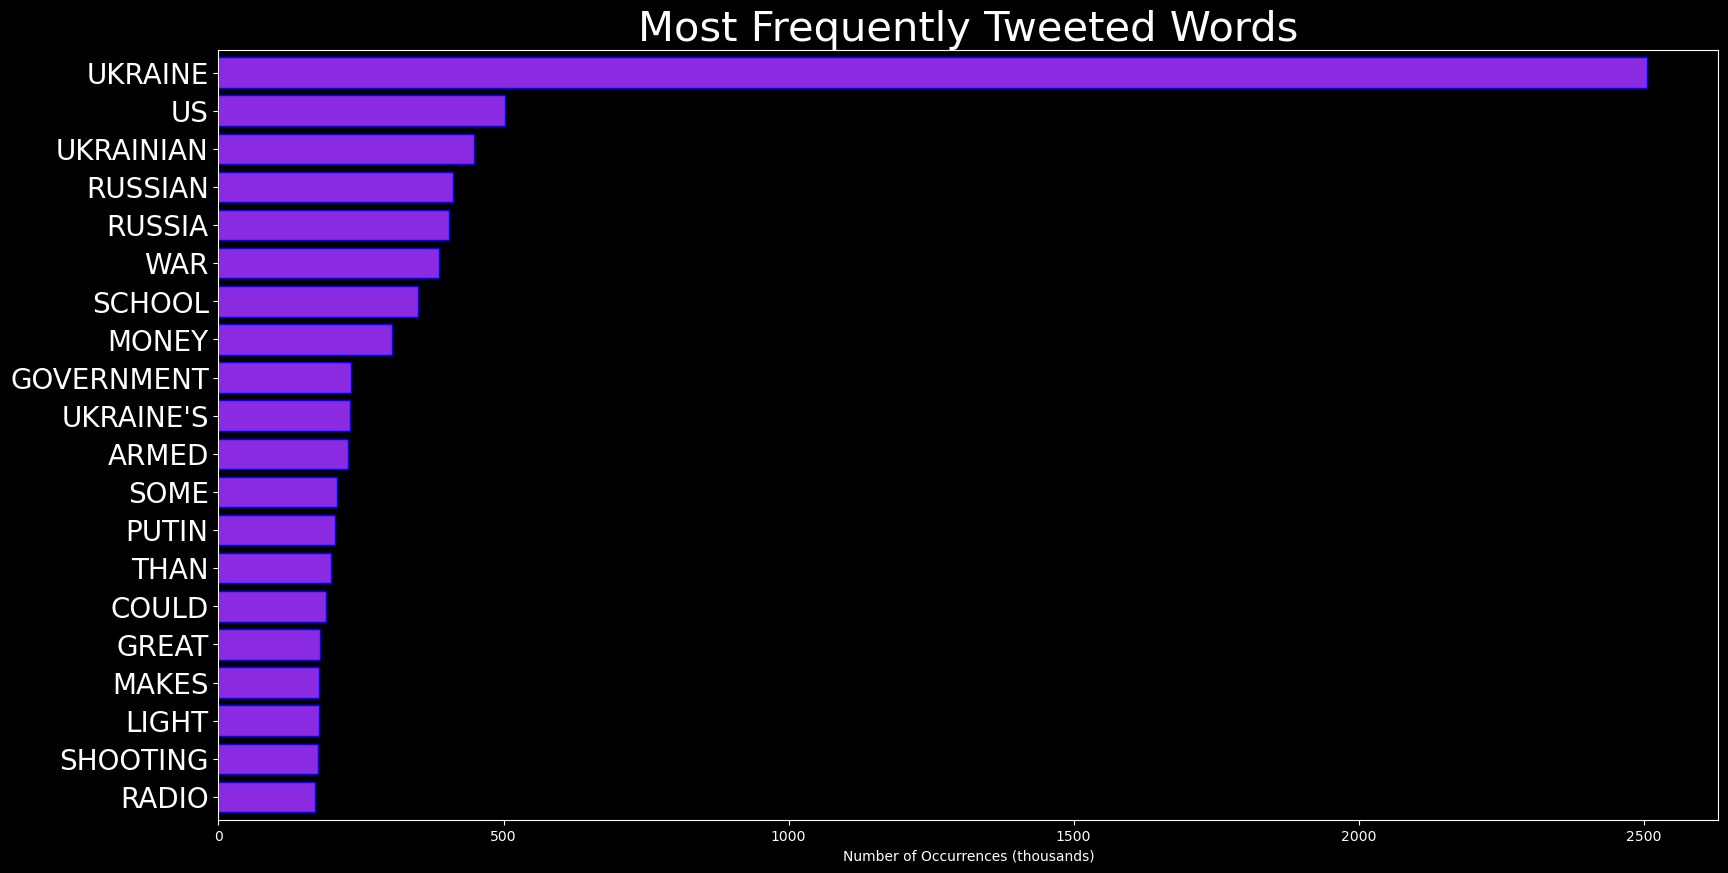 Most Frequently Tweeted Words
UKRAINE
US
UKRAINIAN
RUSSIAN
RUSSIA
WAR
SCHOOL
MONEY
GOVERNMENT
UKRAINE'S
ARMED
SOME
PUTIN
THAN
COULD
GREAT
MAKES
LIGHT
SHOOTING
RADIO
0 500 1000 1500 2000 2500
Number of Occurrences (thousands)